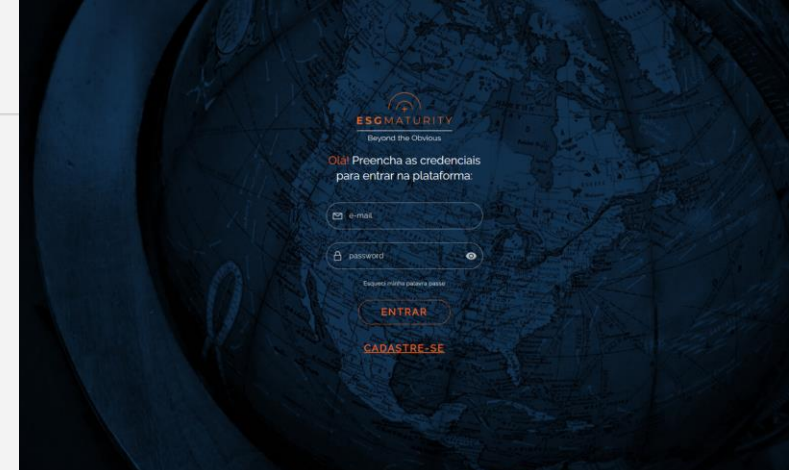 ESGMATURITY
Beyond the Obvious
Olá! Preencha as credenciais
para entrar na plataforma:
e-mail
password
Esqueci minha palavra passe
ENTRAR
CADASTRE-SE